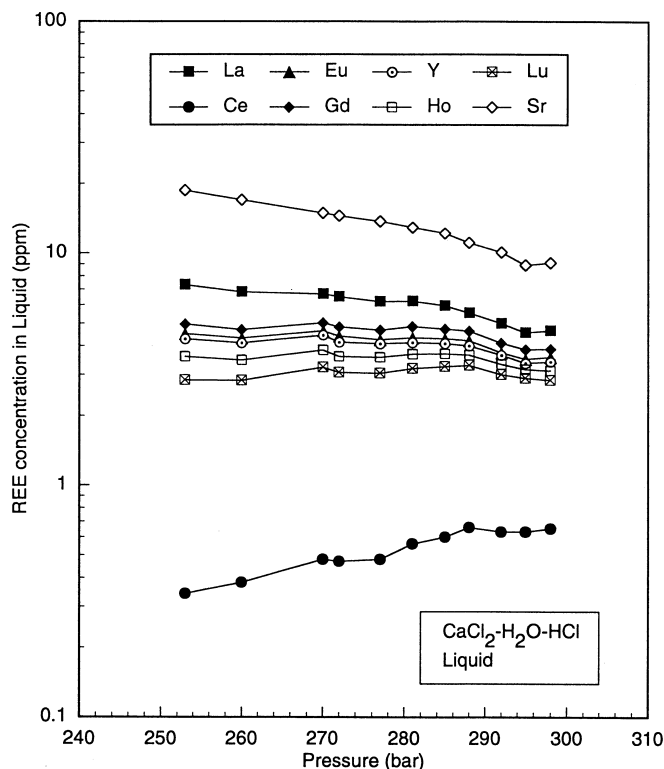 100
La Eu Y Lu
Ce Gd Ho Sr
REE concentration in Liquid (ppm)
10
1
CaCl2-H2O-HCl
Liquid
0.1
240 250 260 270 280 290 300 310
Pressure (bar)